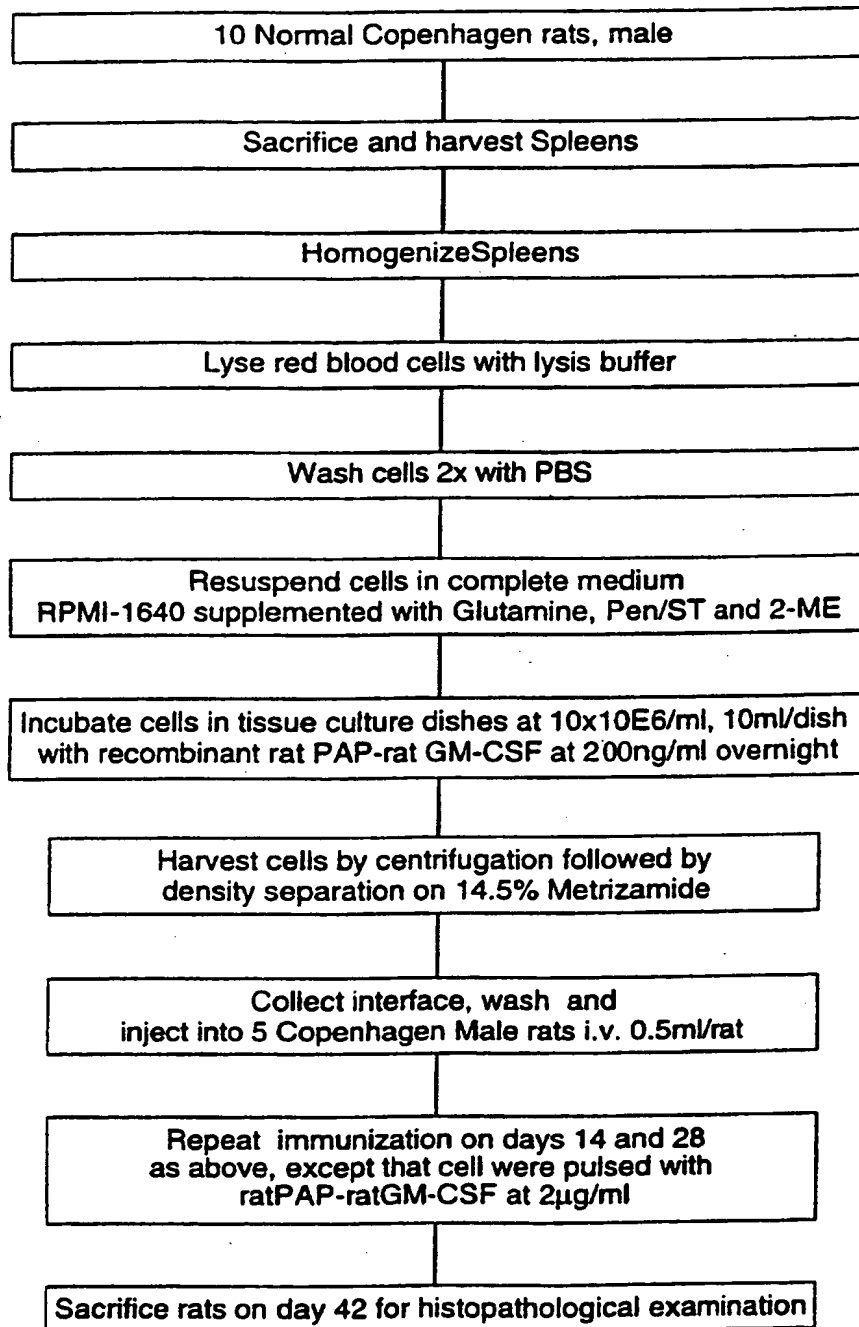 10 Normal Copenhagen rats, male
Sacrifice and harvest Spleens
HomogenizeSpleens
Lyse red blood cells with lysis buffer
Wash cells 2x with PBS
Resuspend cells in complete medium
RPMI-1640 supplemented with Glutamine, Pen/ST and 2-ME
Incubate cells in tissue culture dishes at 10x10E6/ml, 10ml/dish
with recombinant rat PAP-rat GM-CSF at 200ng/ml overnight
Harvest cells by centrifugation followed by
density separation on 14.5% Metrizamide
Collect interface, wash and
inject into 5 Copenhagen Male rats i.v. 0.5ml/rat
Repeat immunization on days 14 and 28
as above, except that cell were pulsed with
ratPAP-ratGM-CSF at 2µg/ml
Sacrifice rats on day 42 for histopathological examination